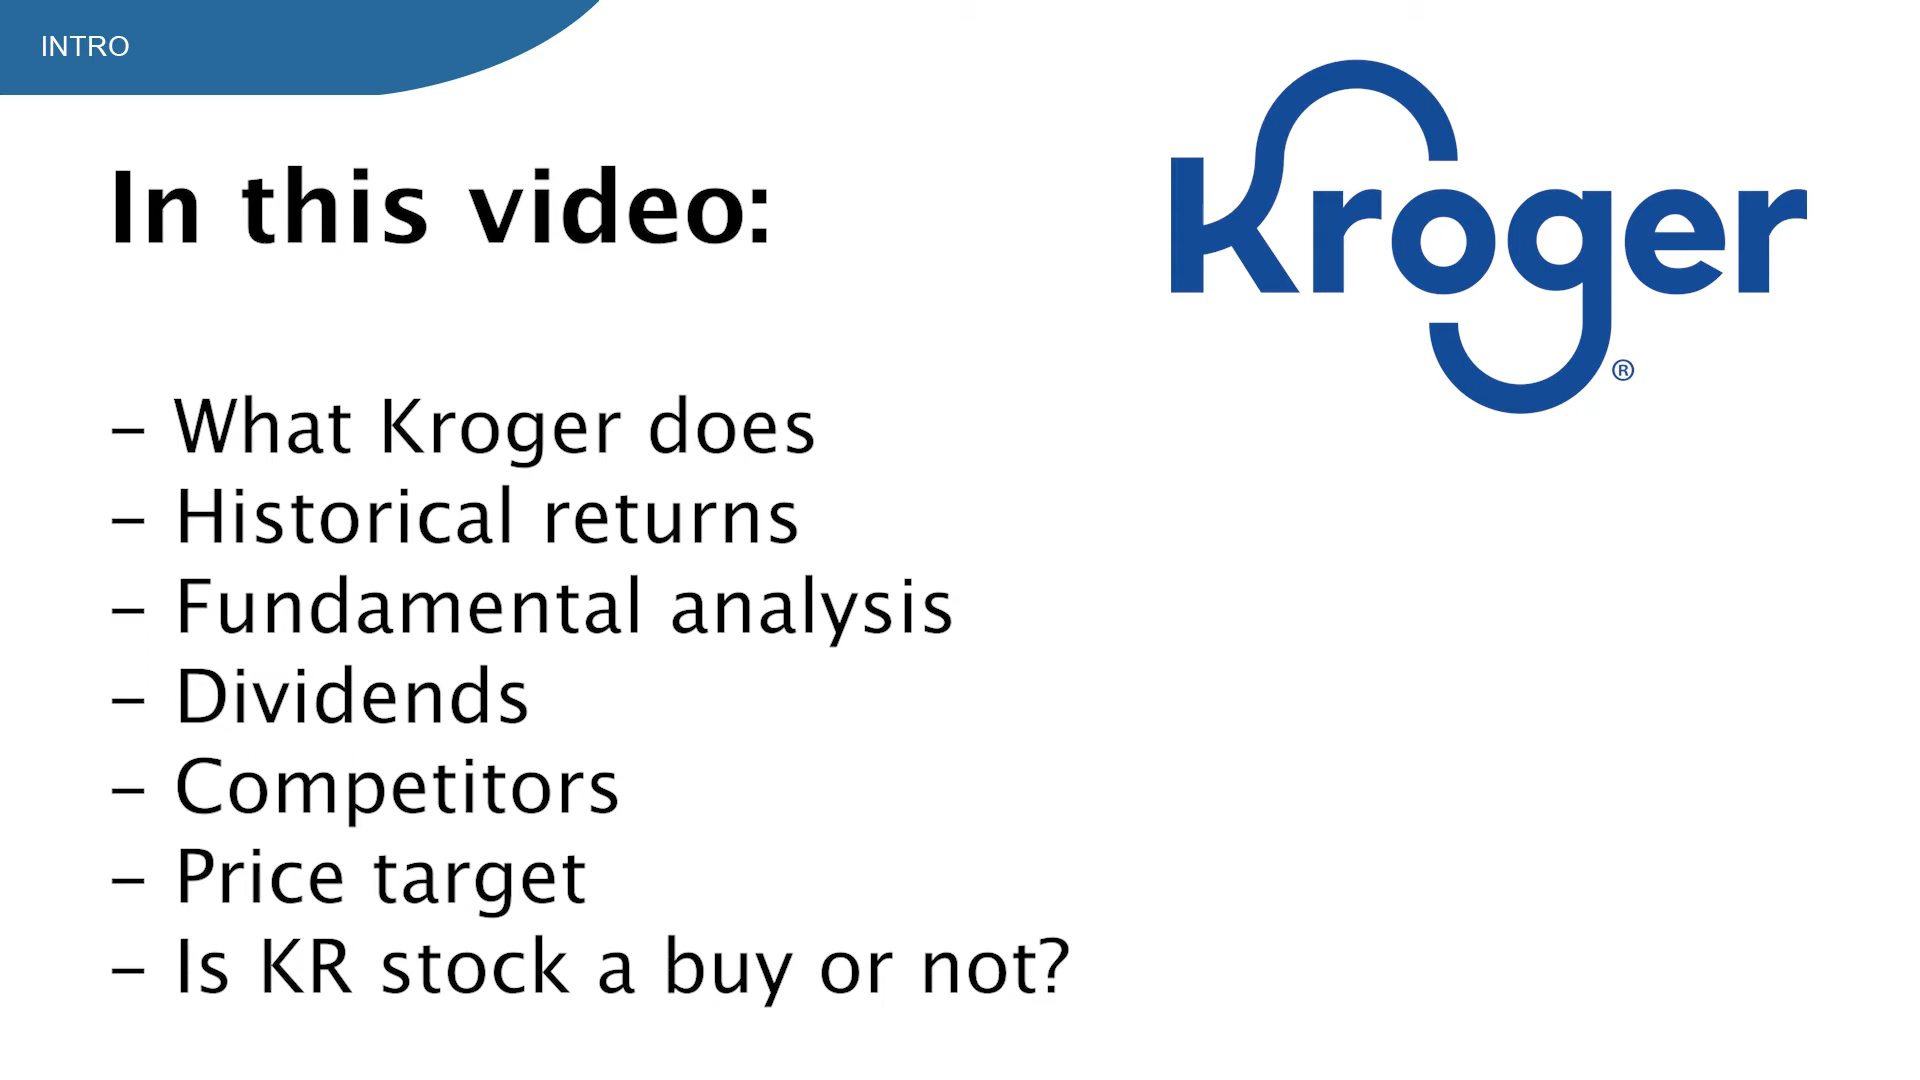 INTRO
Kroger®
In this video:
– What Kroger does
– Historical returns
– Fundamental analysis
– Dividends
– Competitors
– Price target
– Is KR stock a buy or not?